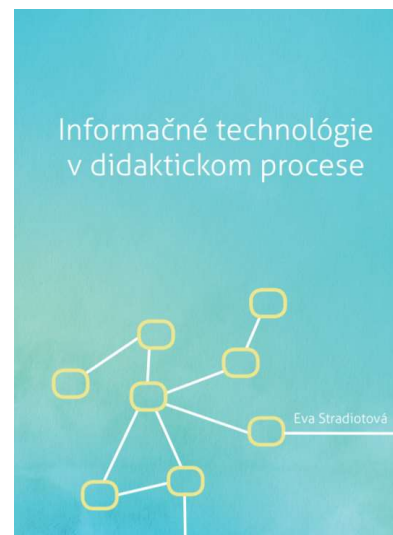 Informačné technológie
v didaktickom procese
Eva Stradiotová